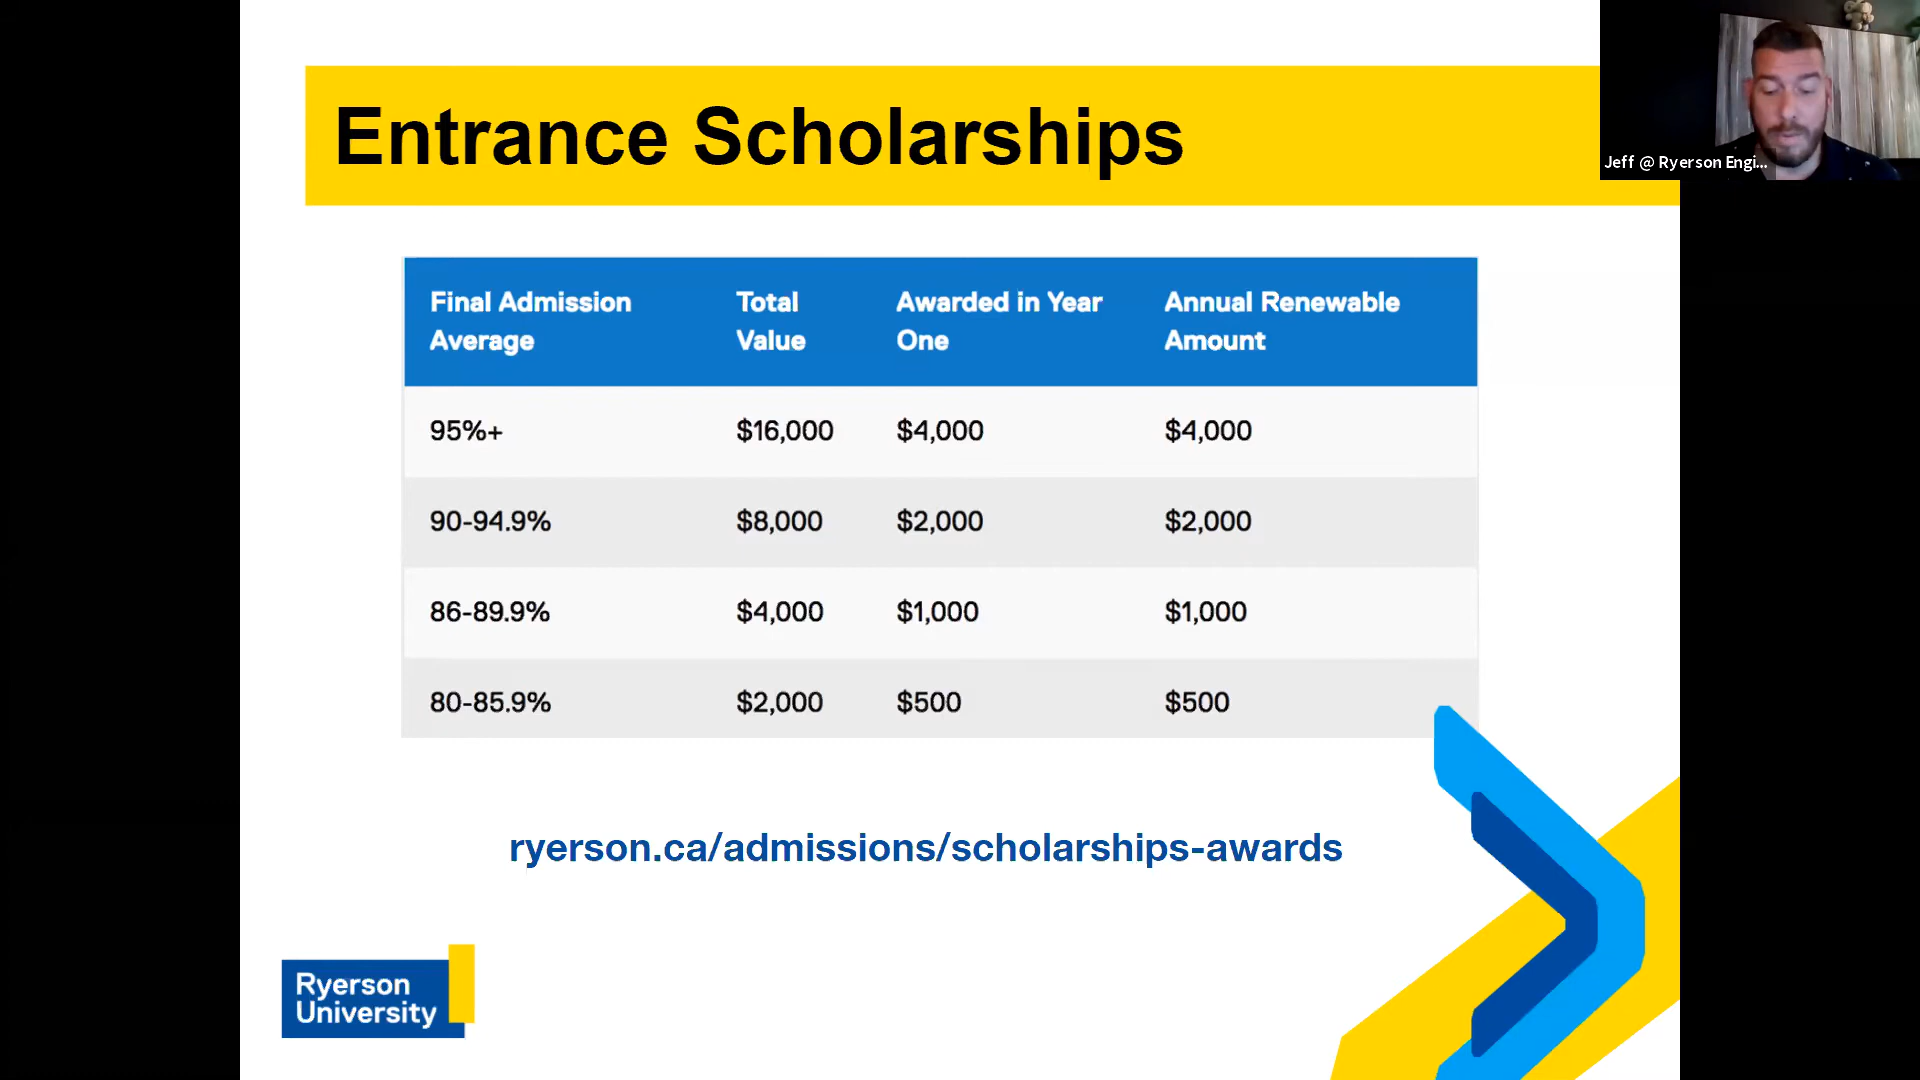 Entrance Scholarships
Jeff @ Ryerson Engi...
Final Admission Average Total Value Awarded in Year One Annual Renewable Amount
95%+ $16,000 $4,000 $4,000
90-94.9% $8,000 $2,000 $2,000
86-89.9% $4,000 $1,000 $1,000
80-85.9% $2,000 $500 $500
ryerson.ca/admissions/scholarships-awards
Ryerson
University